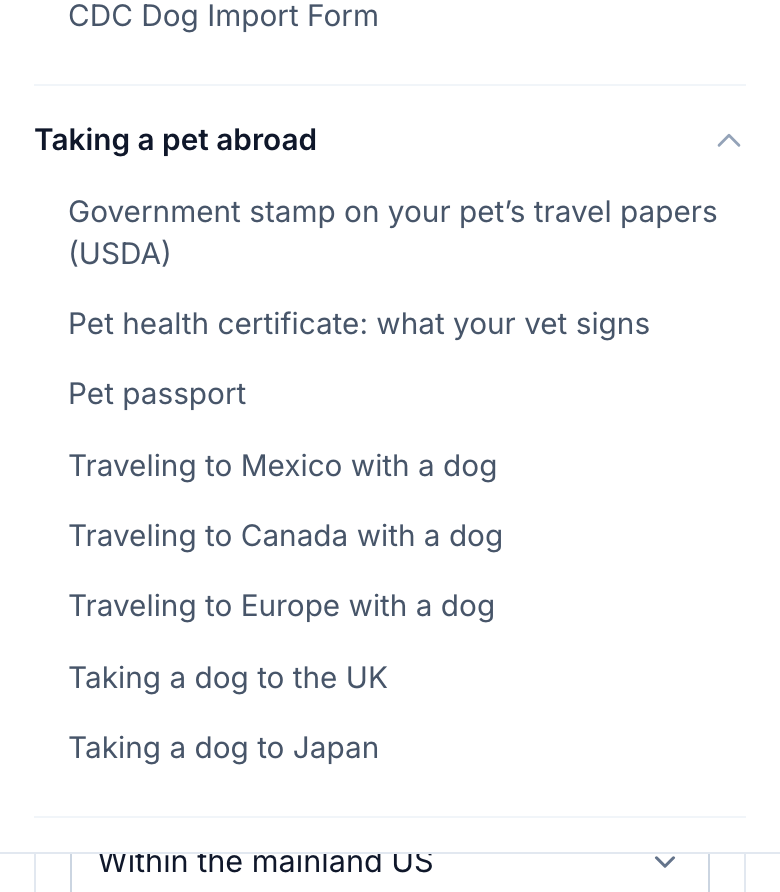 CDC Dog Import Form
Taking a pet abroad
Government stamp on your pet’s travel papers
(USDA)
Pet health certificate: what your vet signs
Pet passport
Traveling to Mexico with a dog
Traveling to Canada with a dog
Traveling to Europe with a dog
Taking a dog to the UK
Taking a dog to Japan
Within the mainland US